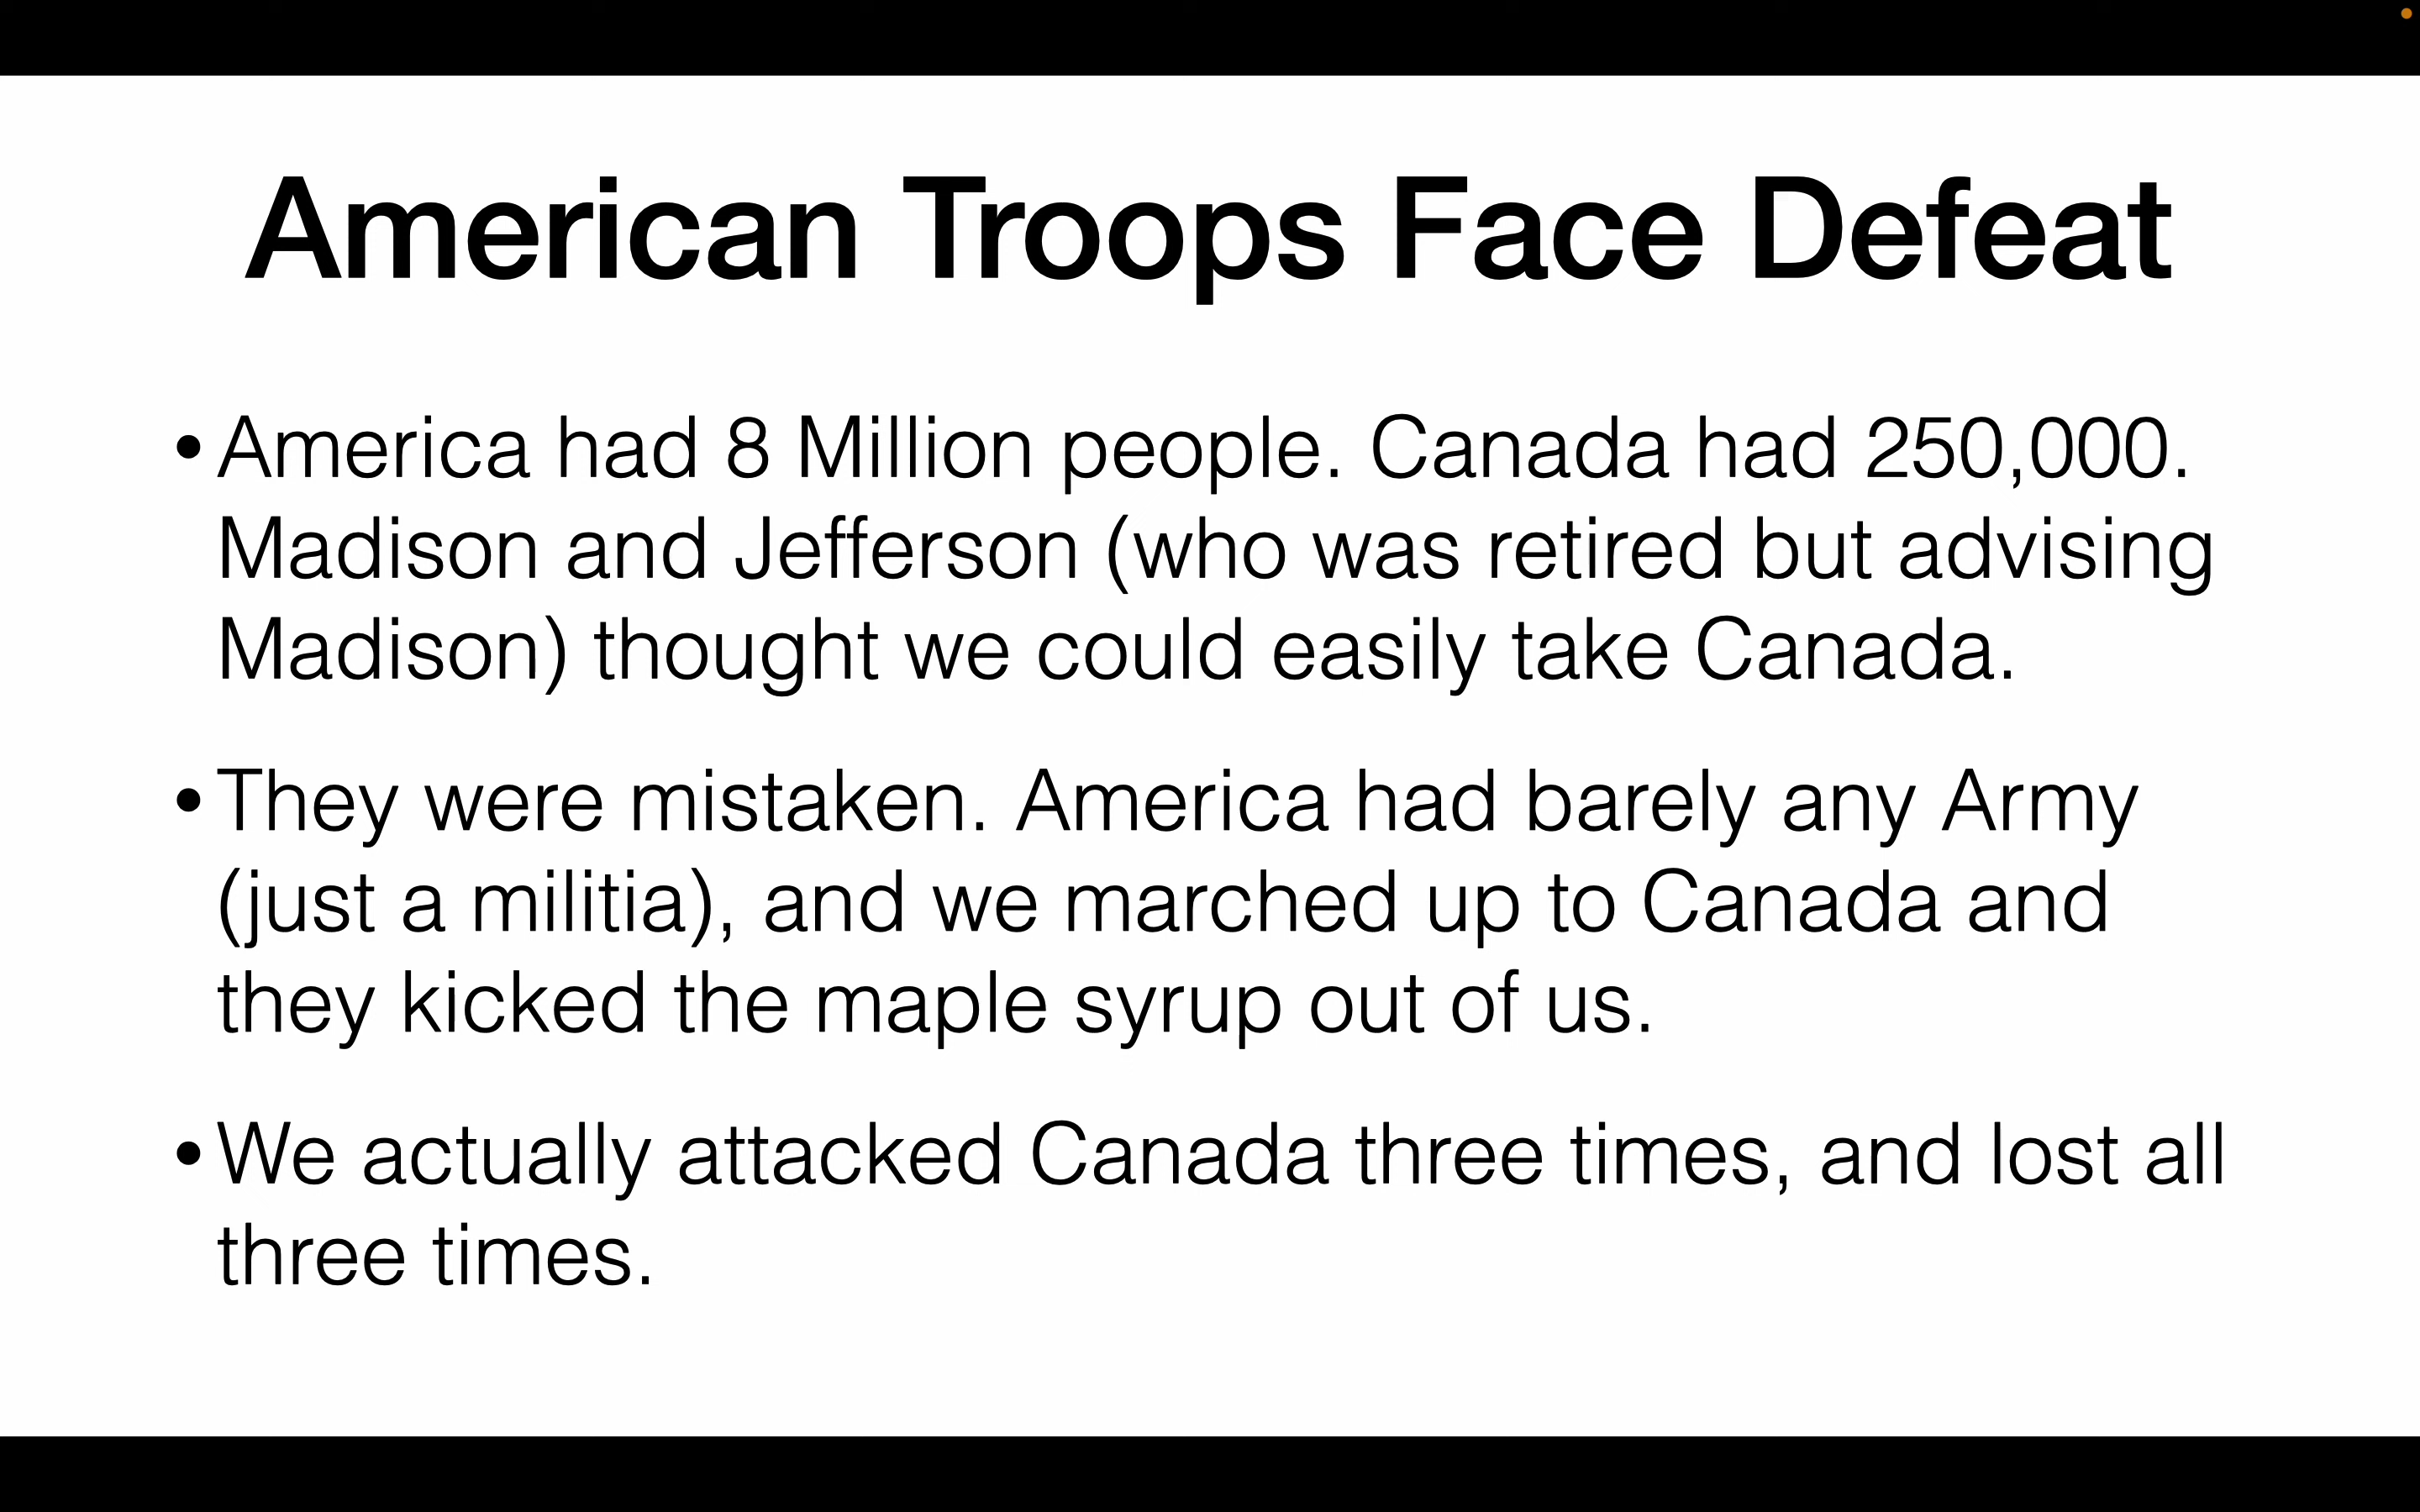 American Troops Face Defeat
•America had 8 Million people. Canada had 250,000.
Madison and Jefferson (who was retired but advising
Madison) thought we could easily take Canada.
•They were mistaken. America had barely any Army
(just a militia), and we marched up to Canada and
they kicked the maple syrup out of us.
•We actually attacked Canada three times, and lost all
three times.